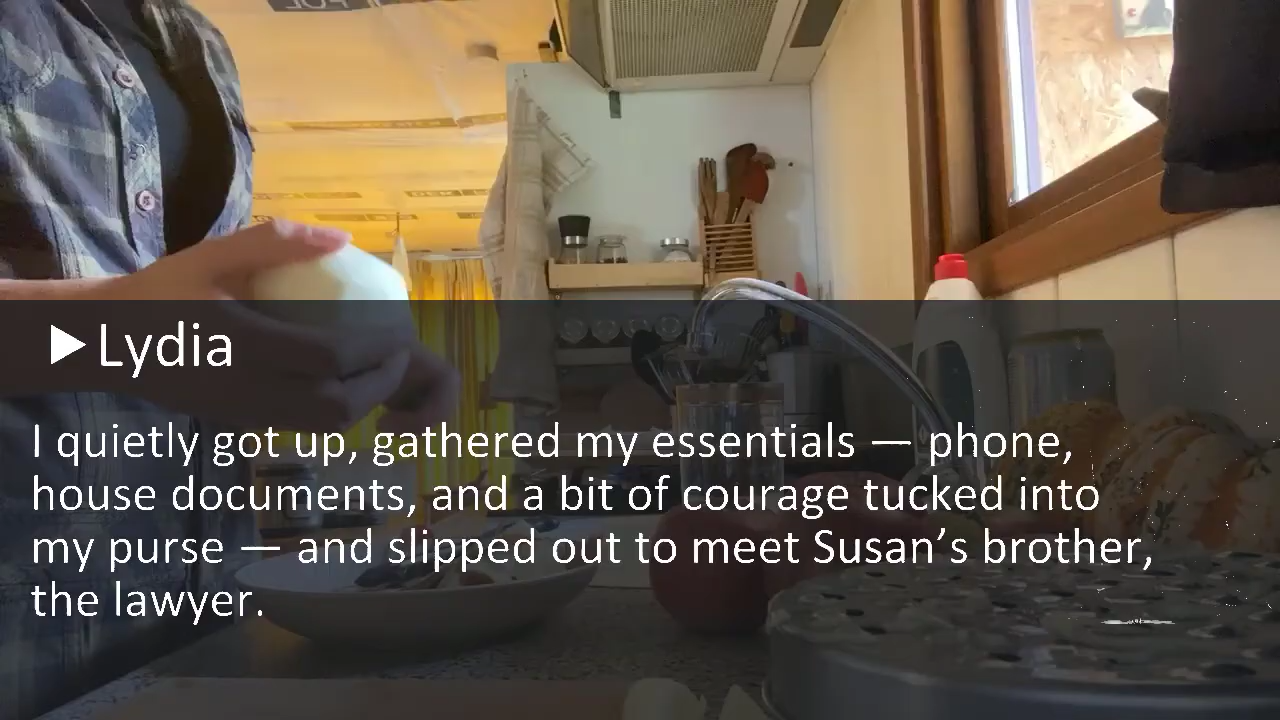 Lydia
I quietly got up, gathered my essentials — phone,
house documents, and a bit of courage tucked into
my purse — and slipped out to meet Susan’s brother,
the lawyer.